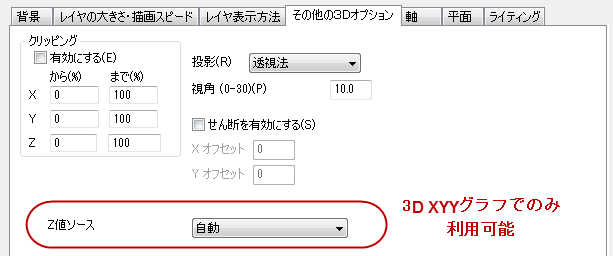 背景 レイヤの大きさ・描画スピード レイヤ表示方法 その他の3Dオプション 軸 平面 ライティング
クリッピング
有効にする(E)
から(%) まで(%)
X 0 100
Y 0 100
Z 0 100
投影(R) 透視法
視角 (0-30)(P) 10.0
せん断を有効にする(S)
X オフセット 0
Y オフセット 0
Z値ソース 自動
3D XYYグラフでのみ
利用可能